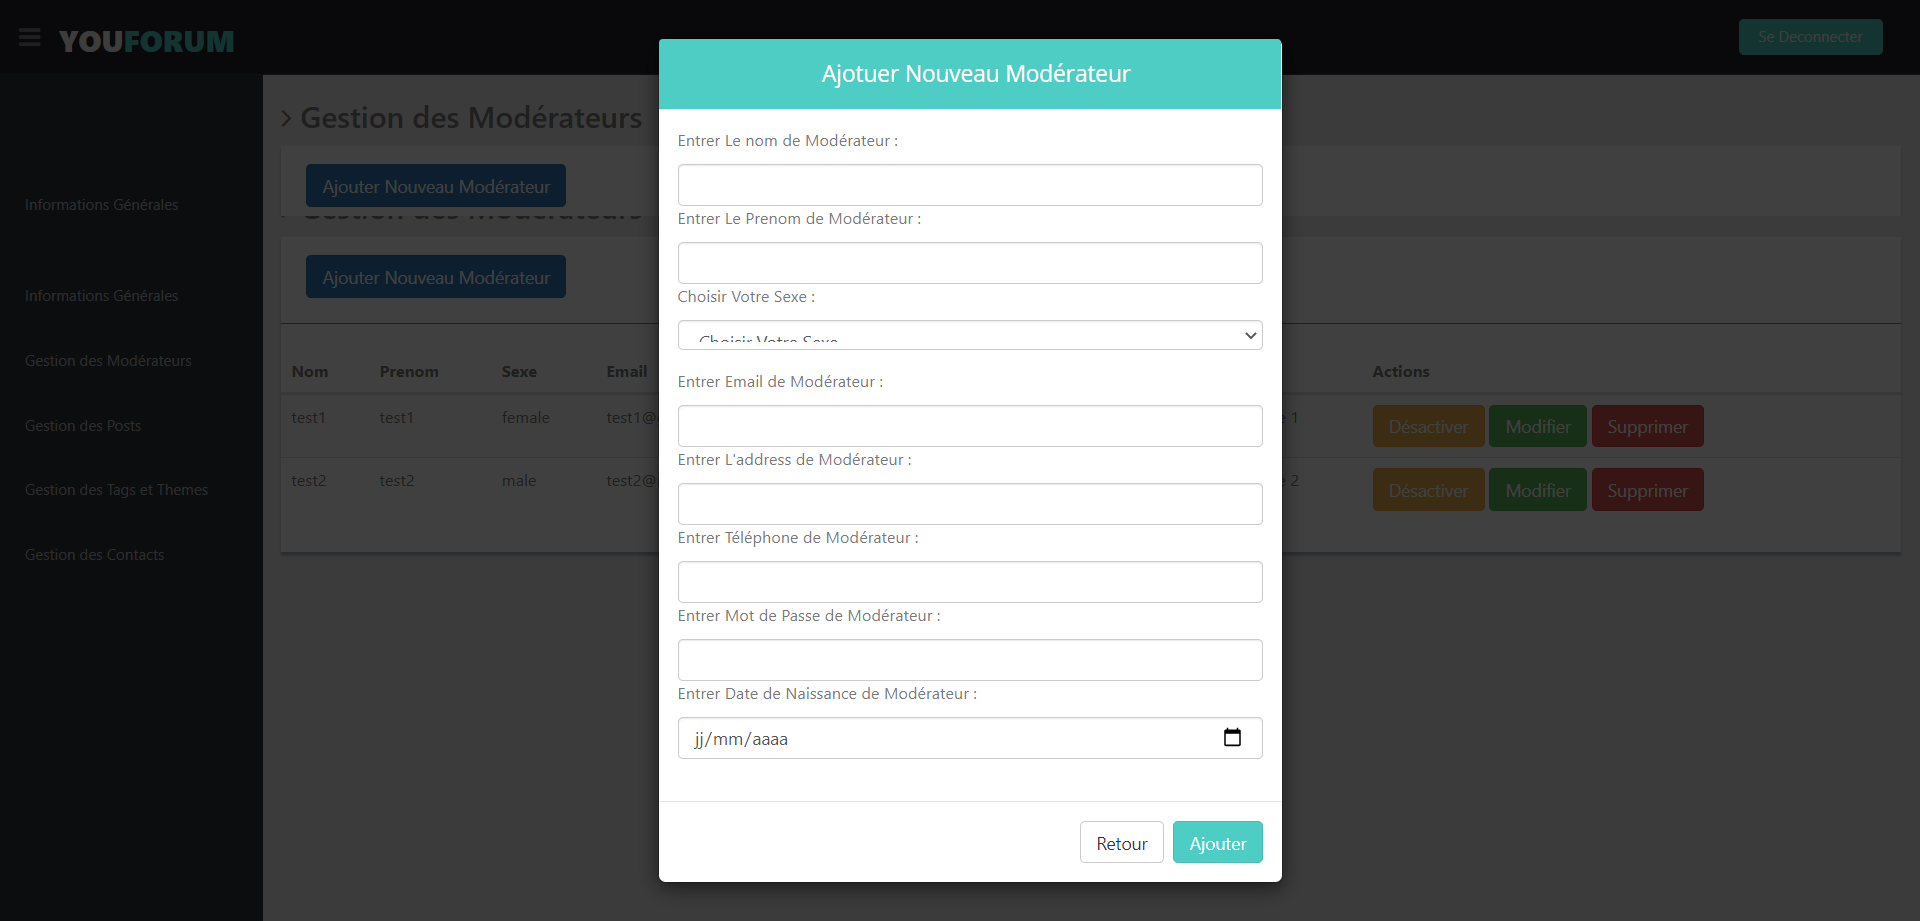 YOUFORUM
Se Deconnecter
Ajotuer Nouveau Modérateur
Gestion des Modérateurs
Ajouter Nouveau Modérateur
Gestion des Modérateurs
Ajouter Nouveau Modérateur
Informations Générales
Informations Générales
Gestion des Modérateurs
Gestion des Posts
Gestion des Tags et Themes
Gestion des Contacts
Nom Prenom Sexe Email Actions
test1 test1 female test1@ 1 Désactiver Modifier Supprimer
test2 test2 male test2@ 2 Désactiver Modifier Supprimer
Entrer Le nom de Modérateur :
Entrer Le Prenom de Modérateur :
Choisir Votre Sexe :
Choisir Votre Sexe
Entrer Email de Modérateur :
Entrer L'address de Modérateur :
Entrer Téléphone de Modérateur :
Entrer Mot de Passe de Modérateur :
Entrer Date de Naissance de Modérateur :
jj/mm/aaaa
Retour Ajouter